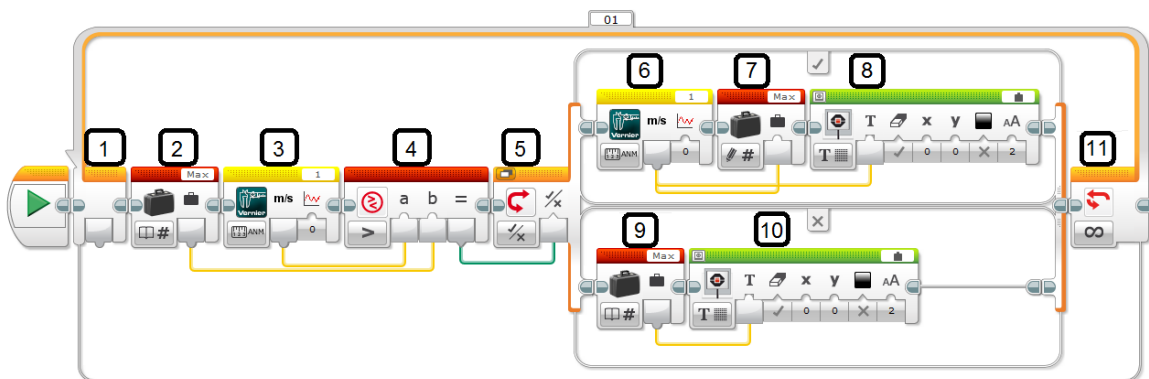 01
6 7 8
1 Max
m/s T x y AA
Vernier
ANM 0 # T 0 0 2
1 2 3 4 5 11
Max 1
m/s a b =
Vernier
# ANM 0 > ∞
9 10
Max
T x y AA
# T 0 0 2